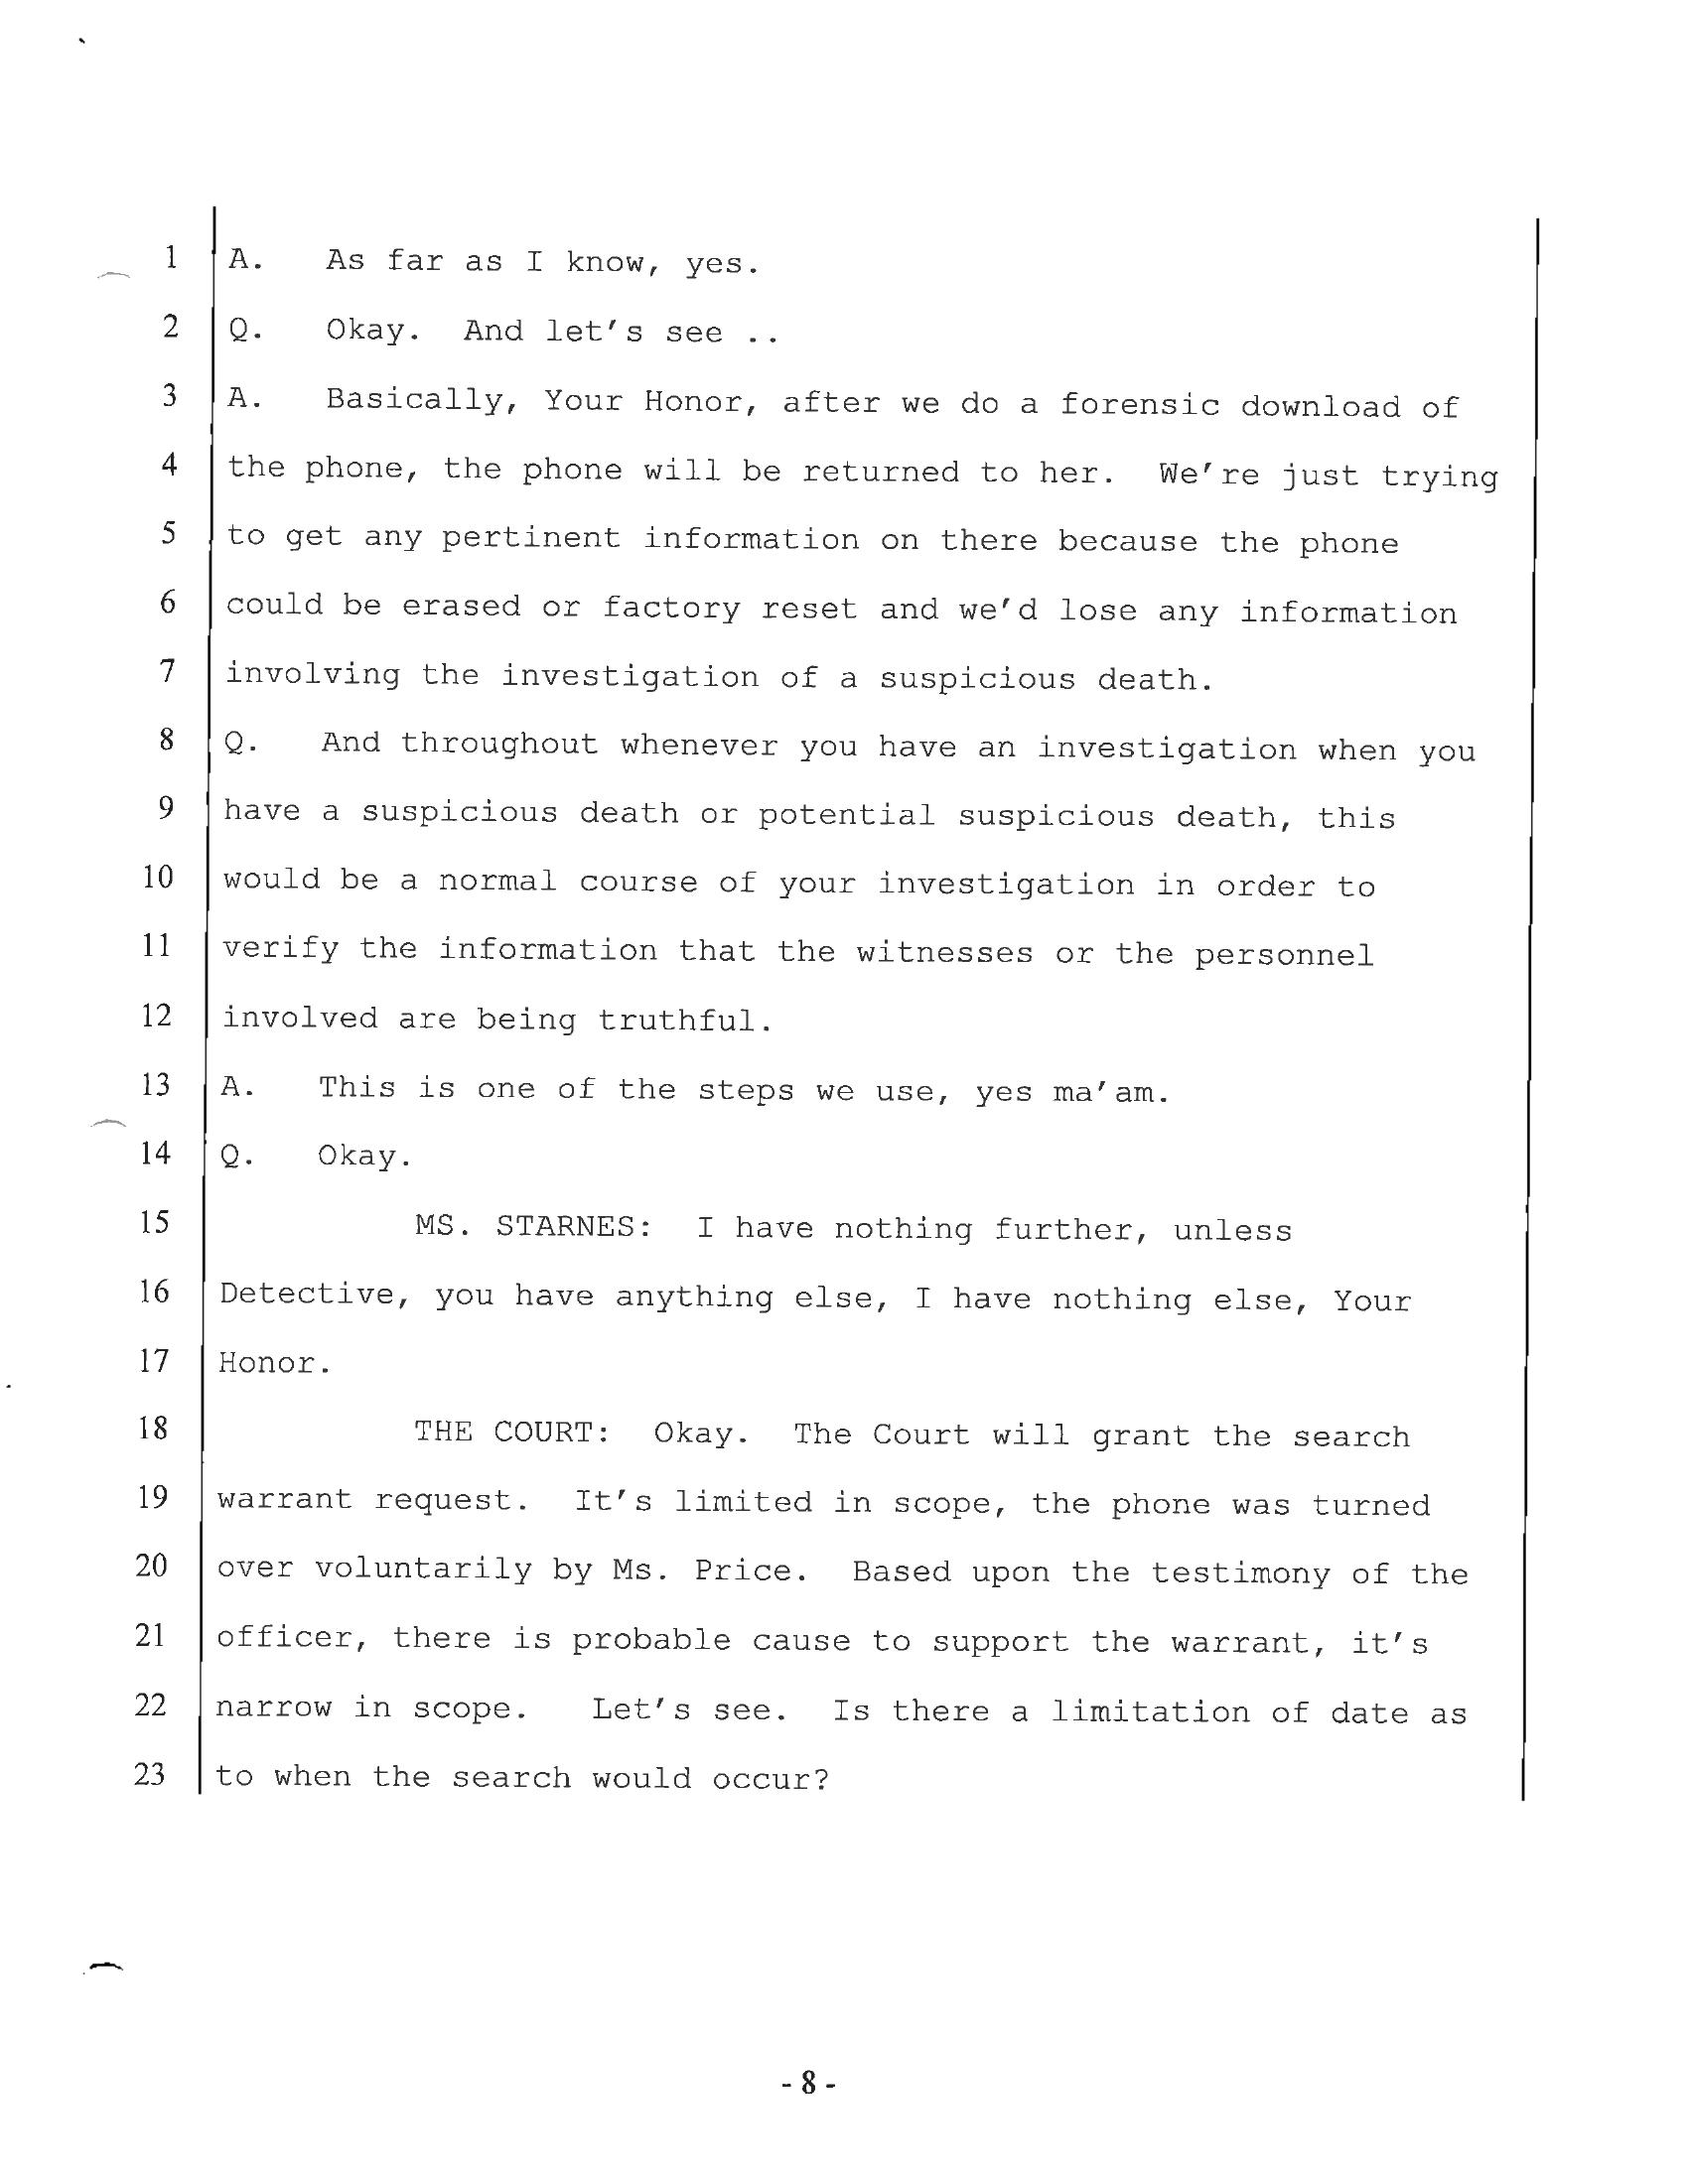 1 A. As far as I know, yes.
2 Q. Okay. And let's see ..
3 A. Basically, Your Honor, after we do a forensic download of
4 the phone, the phone will be returned to her. We're just trying
5 to get any pertinent information on there because the phone
6 could be erased or factory reset and we'd lose any information
7 involving the investigation of a suspicious death.
8 Q. And throughout whenever you have an investigation when you
9 have a suspicious death or potential suspicious death, this
10 would be a normal course of your investigation in order to
11 verify the information that the witnesses or the personnel
12 involved are being truthful.
13 A. This is one of the steps we use, yes ma'am.
14 Q. Okay.
15 MS. STARNES: I have nothing further, unless
16 Detective, you have anything else, I have nothing else, Your
17 Honor.
18 THE COURT: Okay. The Court will grant the search
19 warrant request. It's limited in scope, the phone was turned
20 over voluntarily by Ms. Price. Based upon the testimony of the
21 officer, there is probable cause to support the warrant, it's
22 narrow in scope. Let's see. Is there a limitation of date as
23 to when the search would occur?
- 8 -